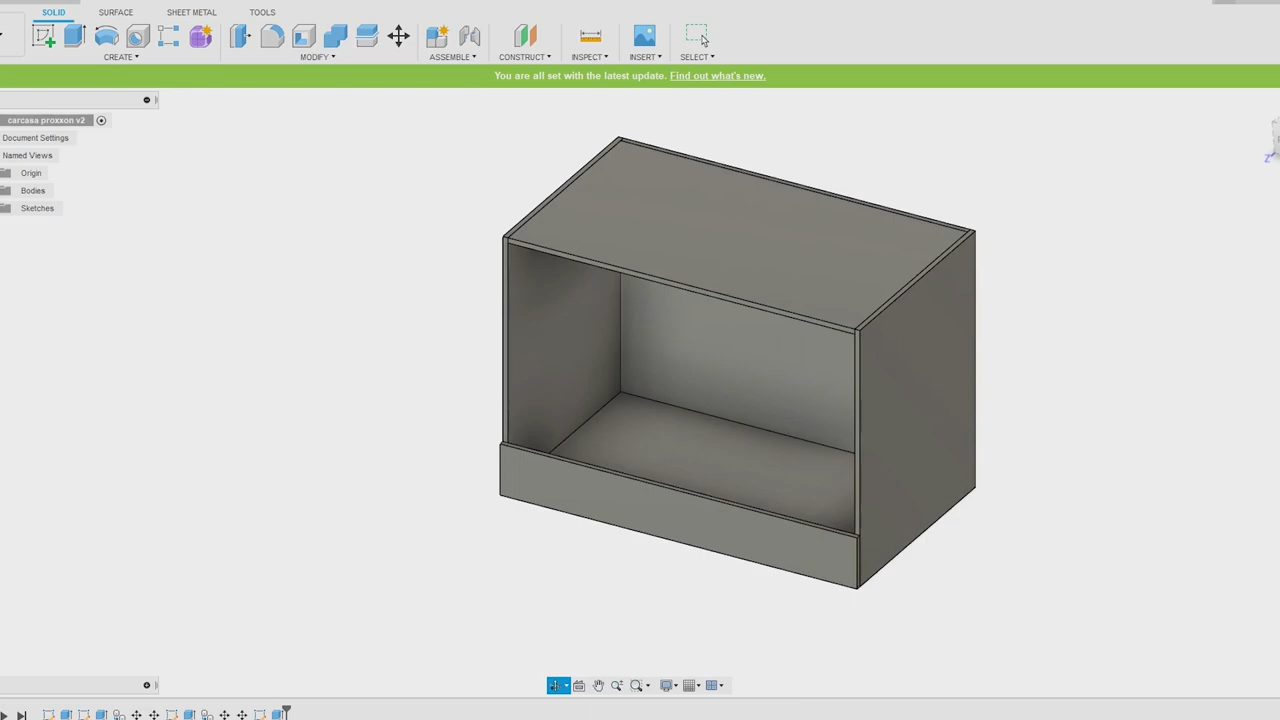 SOLID SURFACE SHEET METAL TOOLS
CREATE MODIFY ASSEMBLE CONSTRUCT INSPECT INSERT SELECT
You are all set with the latest update. Find out what's new.
carcasa proxxon v2
Document Settings
Named Views
Origin
Bodies
Sketches
Z